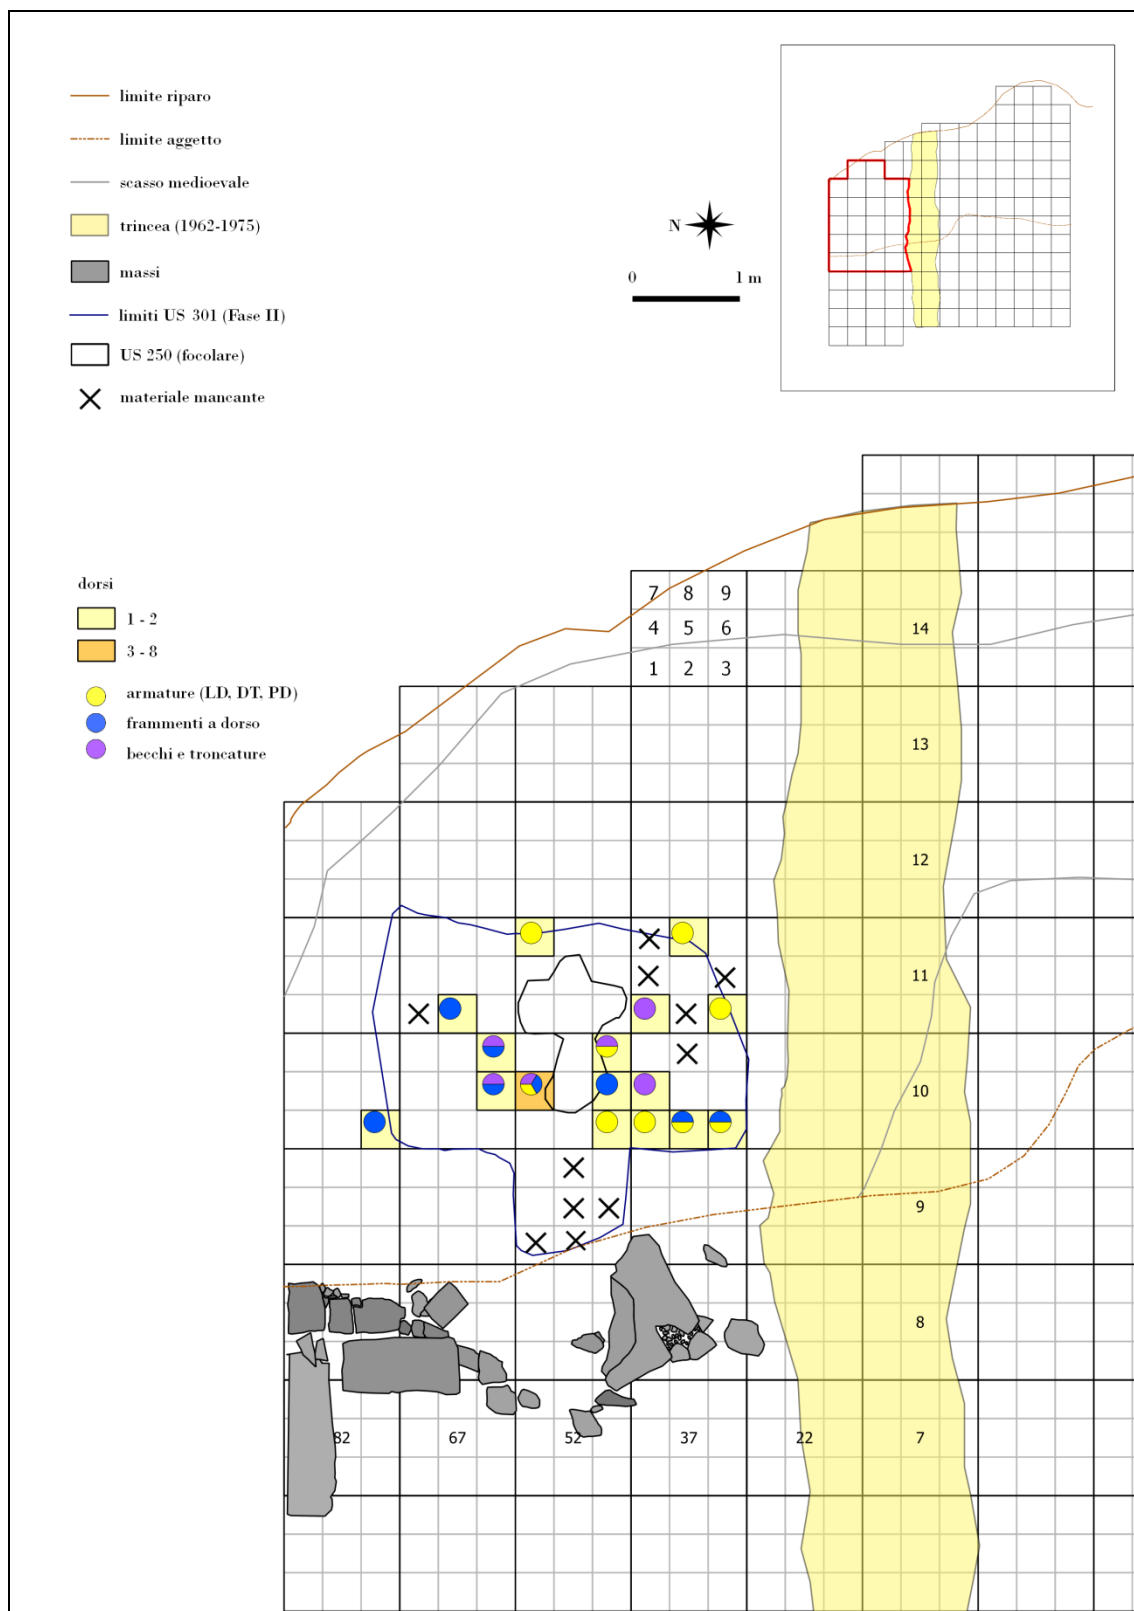 limite riparo
limite aggetto
scasso medioevale
trincea (1962-1975)
massi
limiti US 301 (Fase II)
US 250 (focolare)
materiale mancante
N
0 1 m
dorsi
1 - 2
3 - 8
armature (LD, DT, PD)
frammenti a dorso
becchi e troncature
7 8 9
4 5 6
1 2 3
14
13
12
11
10
9
8
82 67 52 37 22 7